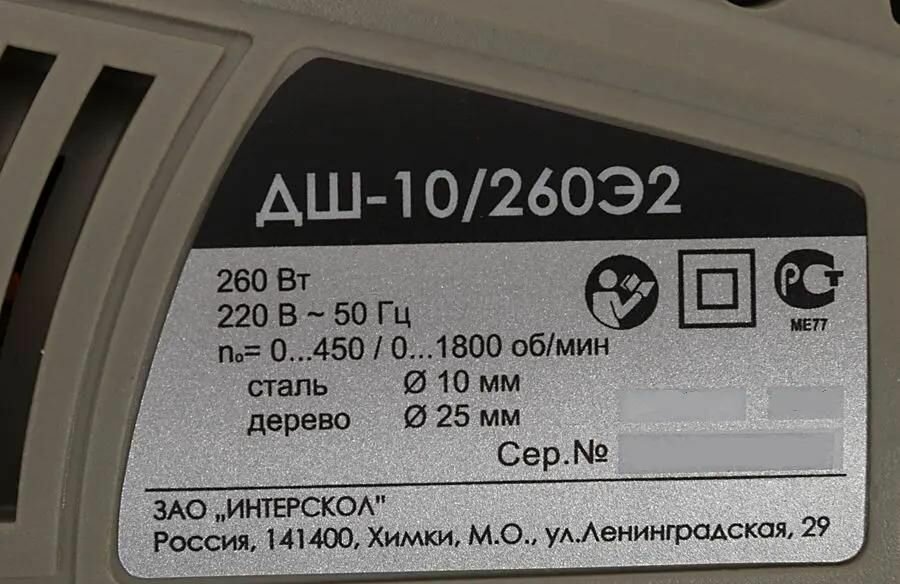 ДШ-10/260Э2
260 Вт
220 В ~ 50 Гц
n₀= 0...450 / 0...1800 об/мин
сталь Ø 10 мм
дерево Ø 25 мм
РСТ
МЕ77
Сер.№
ЗАО „ИНТЕРСКОЛ"
Россия, 141400, Химки, М.О., ул.Ленинградская, 29